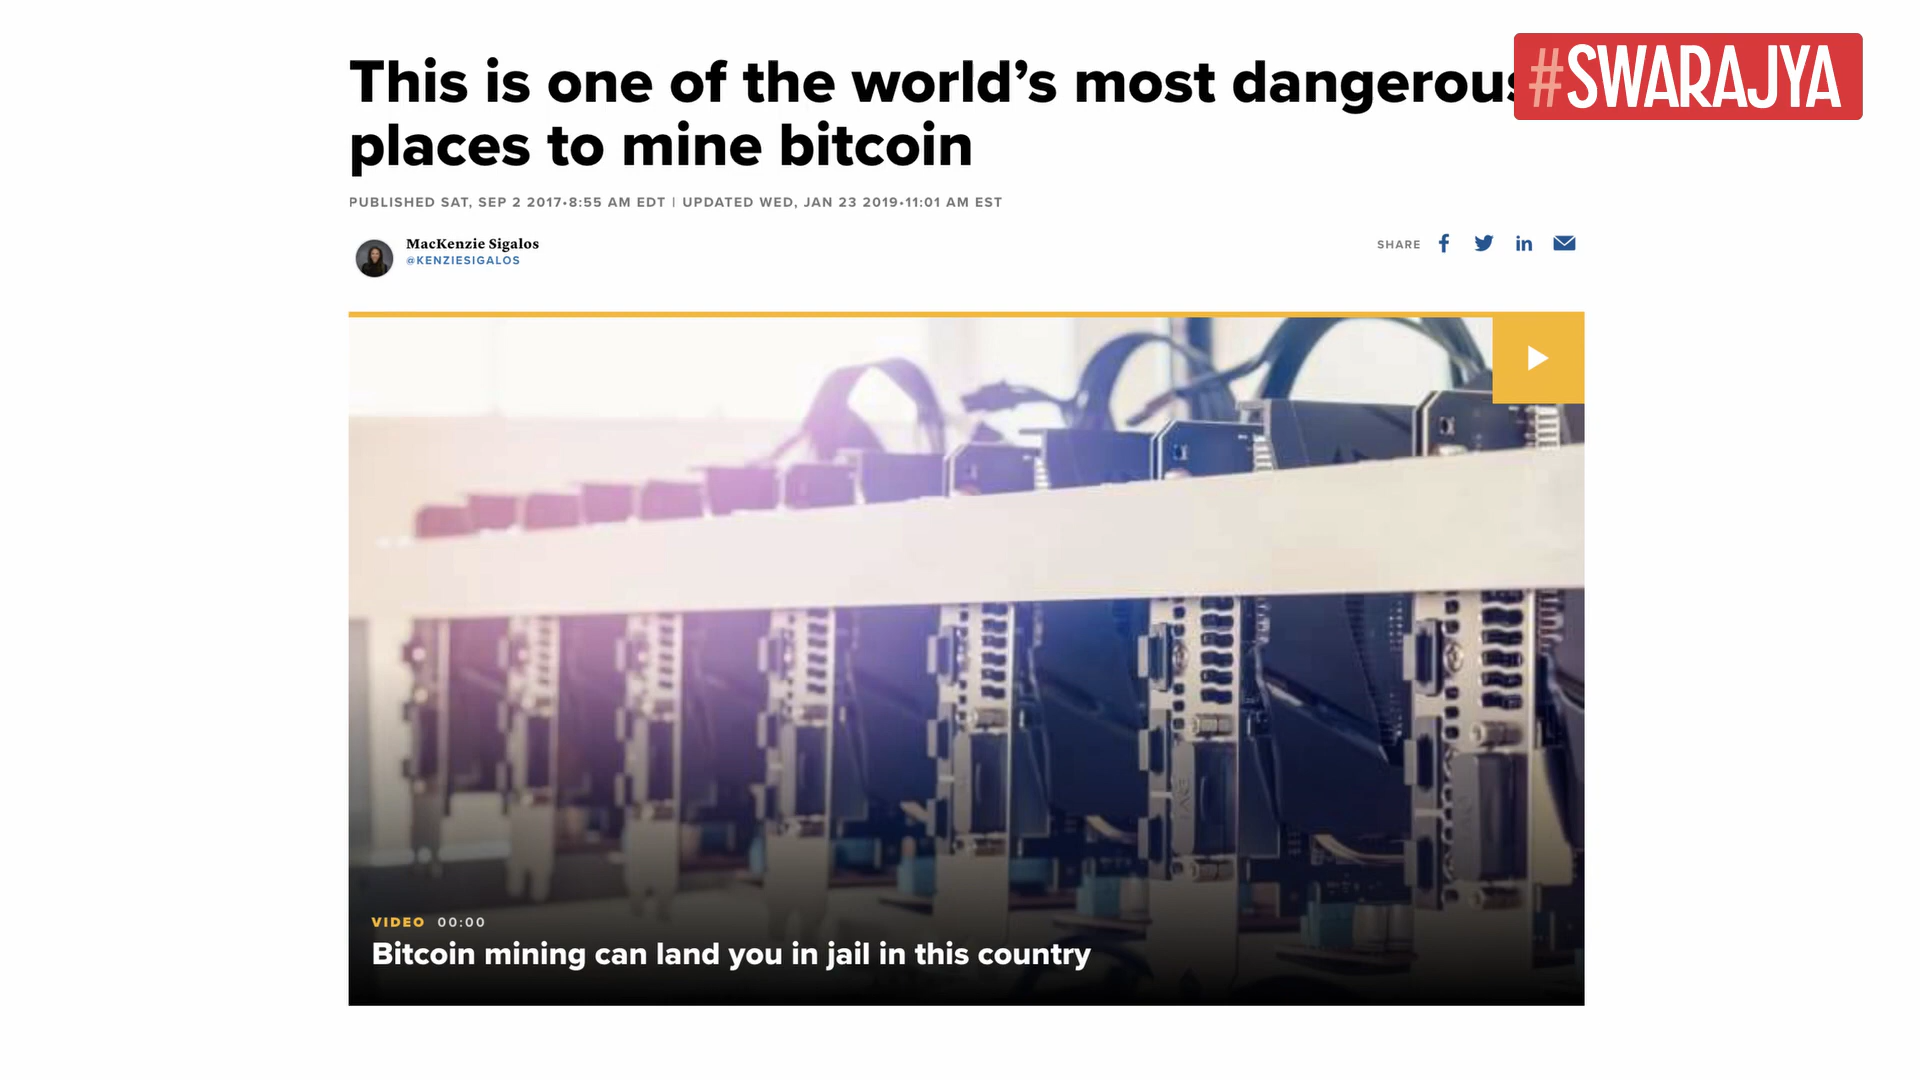 This is one of the world's most dangerous
#SWARAJYA
places to mine bitcoin
PUBLISHED SAT, SEP 2 2017•8:55 AM EDT | UPDATED WED, JAN 23 2019•11:01 AM EST
MacKenzie Sigalos
@KENZIESIGALOS
SHARE
VIDEO 00:00
Bitcoin mining can land you in jail in this country